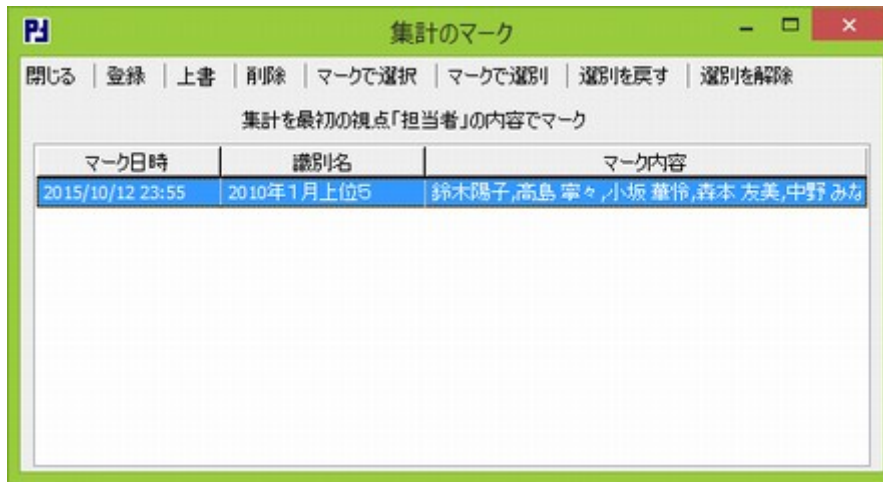 集計のマーク
閉じる | 登録 | 上書 | 削除 | マークで選択 | マークで選別 | 選別を戻す | 選別を解除
集計を最初の視点「担当者」の内容でマーク
マーク日時 識別名 マーク内容
2015/10/12 23:55 2010年1月上位5 鈴木陽子,高島 寧々,小坂 華怜,森本 友美,中野 みな